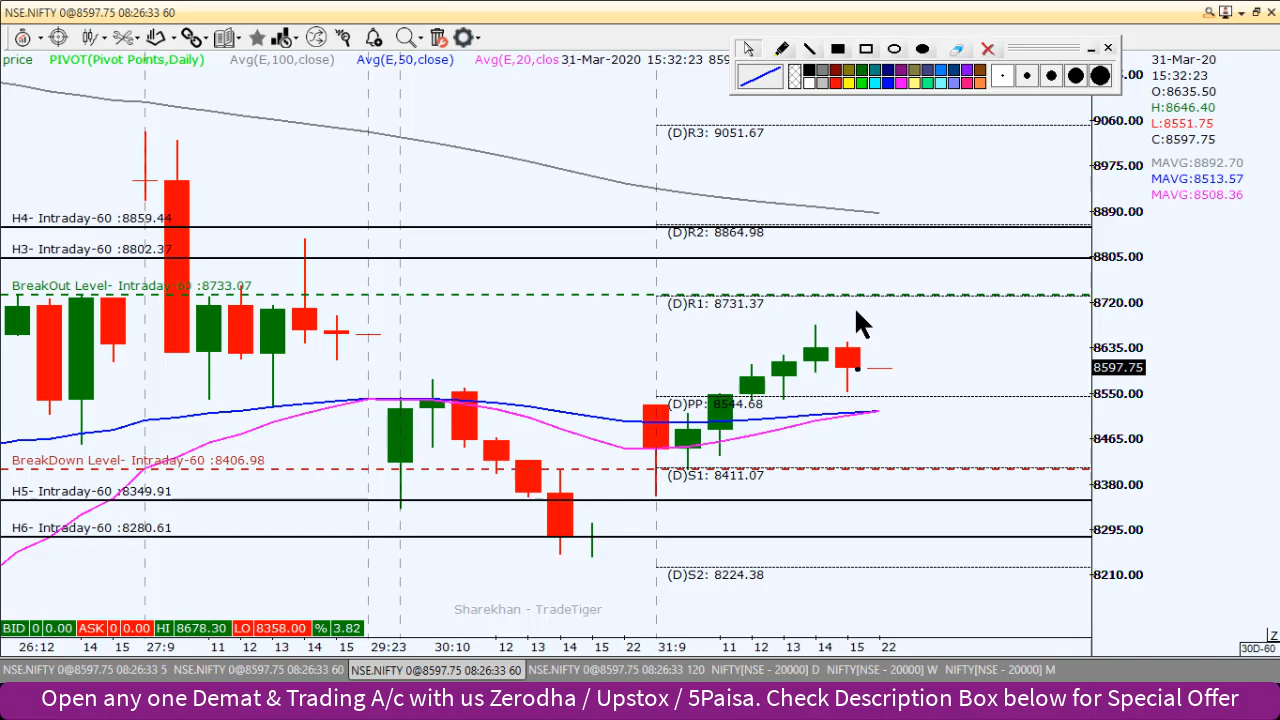 NSE.NIFTY 0@8597.75 08:26:33 60
price PIVOT(Pivot Points,Daily) Avg(E,100,close) Avg(E,50,close) Avg(E,20,clos 31-Mar-2020 15:32:23
31-Mar-20
15:32:23
O:8635.50
H:8646.40
L:8551.75
C:8597.75
MAVG:8892.70
MAVG:8513.57
MAVG:8508.36
9060.00
8975.00
8890.00
8805.00
8720.00
8635.00
8597.75
8550.00
8465.00
8380.00
8295.00
8210.00
(D)R3: 9051.67
H4- Intraday-60 :8859.44
(D)R2: 8864.98
H3- Intraday-60 :8802.37
BreakOut Level- Intraday-60 :8733.07
(D)R1: 8731.37
(D)PP: 8544.68
BreakDown Level- Intraday-60 :8406.98
(D)S1: 8411.07
H5- Intraday-60 :8349.91
H6- Intraday-60 :8280.61
(D)S2: 8224.38
Sharekhan - TradeTiger
BID 0 0.00 ASK 0 0.00 HI 8678.30 LO 8358.00 % 3.82
Z
26:12 14 15 27:9 11 12 13 14 15 29:23 30:10 12 13 14 15 22 31:9 11 12 13 14 15 22
30D-60
NSE.NIFTY 0@8597.75 08:26:33 5 NSE.NIFTY 0@8597.75 08:26:33 60 NSE.NIFTY 0@8597.75 08:26:33 60 NSE.NIFTY 0@8597.75 08:26:33 120 NIFTY[NSE - 20000] D NIFTY[NSE - 20000] W NIFTY[NSE - 20000] M
Open any one Demat & Trading A/c with us Zerodha / Upstox / 5Paisa. Check Description Box below for Special Offer